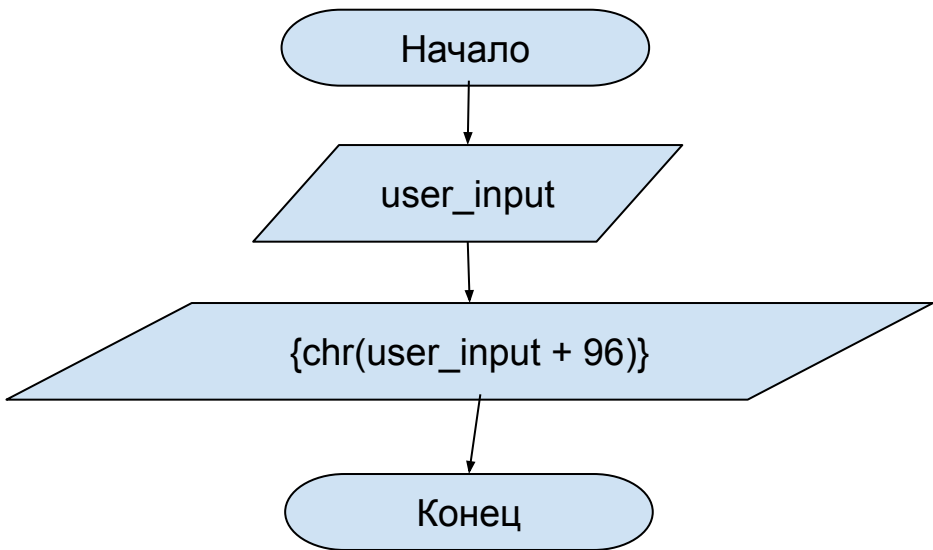 Начало
user_input
{chr(user_input + 96)}
Конец